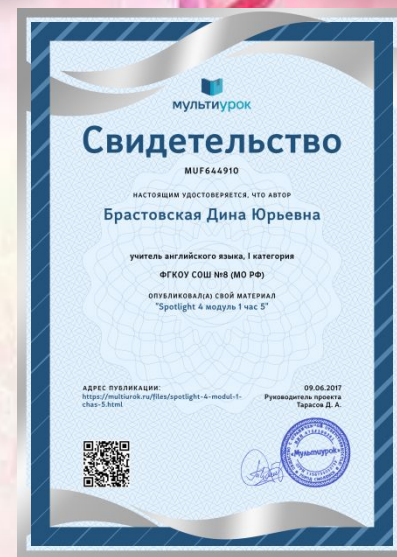 мультиурок
Свидетельство
MUF644910
НАСТОЯЩИМ УДОСТОВЕРЯЕТСЯ, ЧТО АВТОР
Брастовская Дина Юрьевна
учитель английского языка, I категория
ФГКОУ СОШ №8 (МО РФ)
ОПУБЛИКОВАЛ(А) СВОЙ МАТЕРИАЛ
"Spotlight 4 модуль 1 час 5"
АДРЕС ПУБЛИКАЦИИ:
https://multiurok.ru/files/spotlight-4-modul-1-
chas-5.html
09.06.2017
Руководитель проекта
Тарасов Д. А.
«Мультиурок»